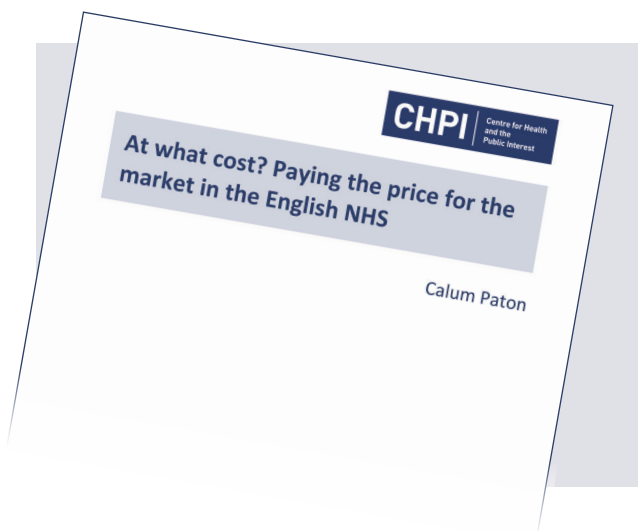 CHPI
Centre for Health
and the
Public Interest
At what cost? Paying the price for the
market in the English NHS
Calum Paton